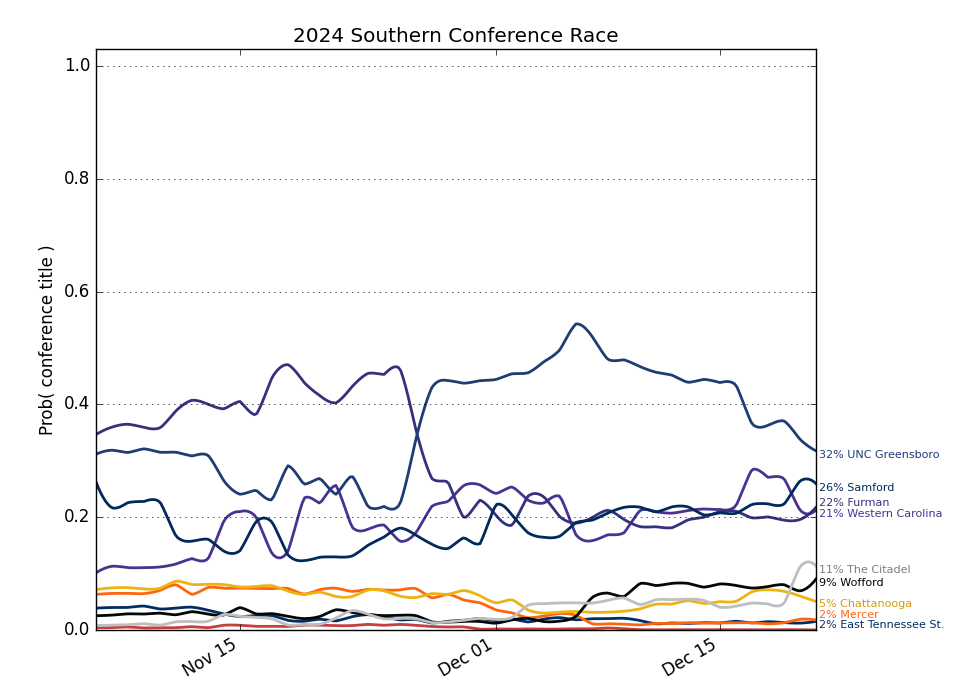 2024 Southern Conference Race
1.0
0.8
0.6
0.4
0.2
0.0
Prob( conference title )
Nov 15
Dec 01
Dec 15
32% UNC Greensboro
26% Samford
22% Furman
21% Western Carolina
11% The Citadel
9% Wofford
5% Chattanooga
2% Mercer
2% East Tennessee St.